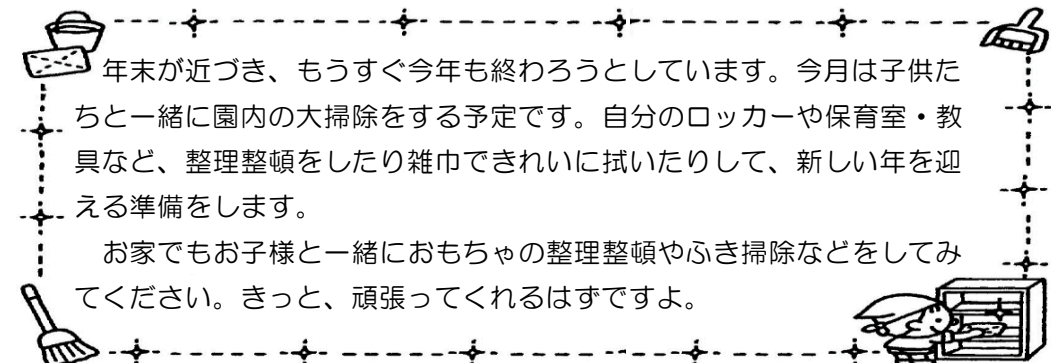 年末が近づき、もうすぐ今年も終わろうとしています。今月は子供た
ちと一緒に園内の大掃除をする予定です。自分のロッカーや保育室・教
具など、整理整頓をしたり雑巾できれいに拭いたりして、新しい年を迎
える準備をします。
お家でもお子様と一緒におもちゃの整理整頓やふき掃除などをしてみ
てください。きっと、頑張ってくれるはずですよ。